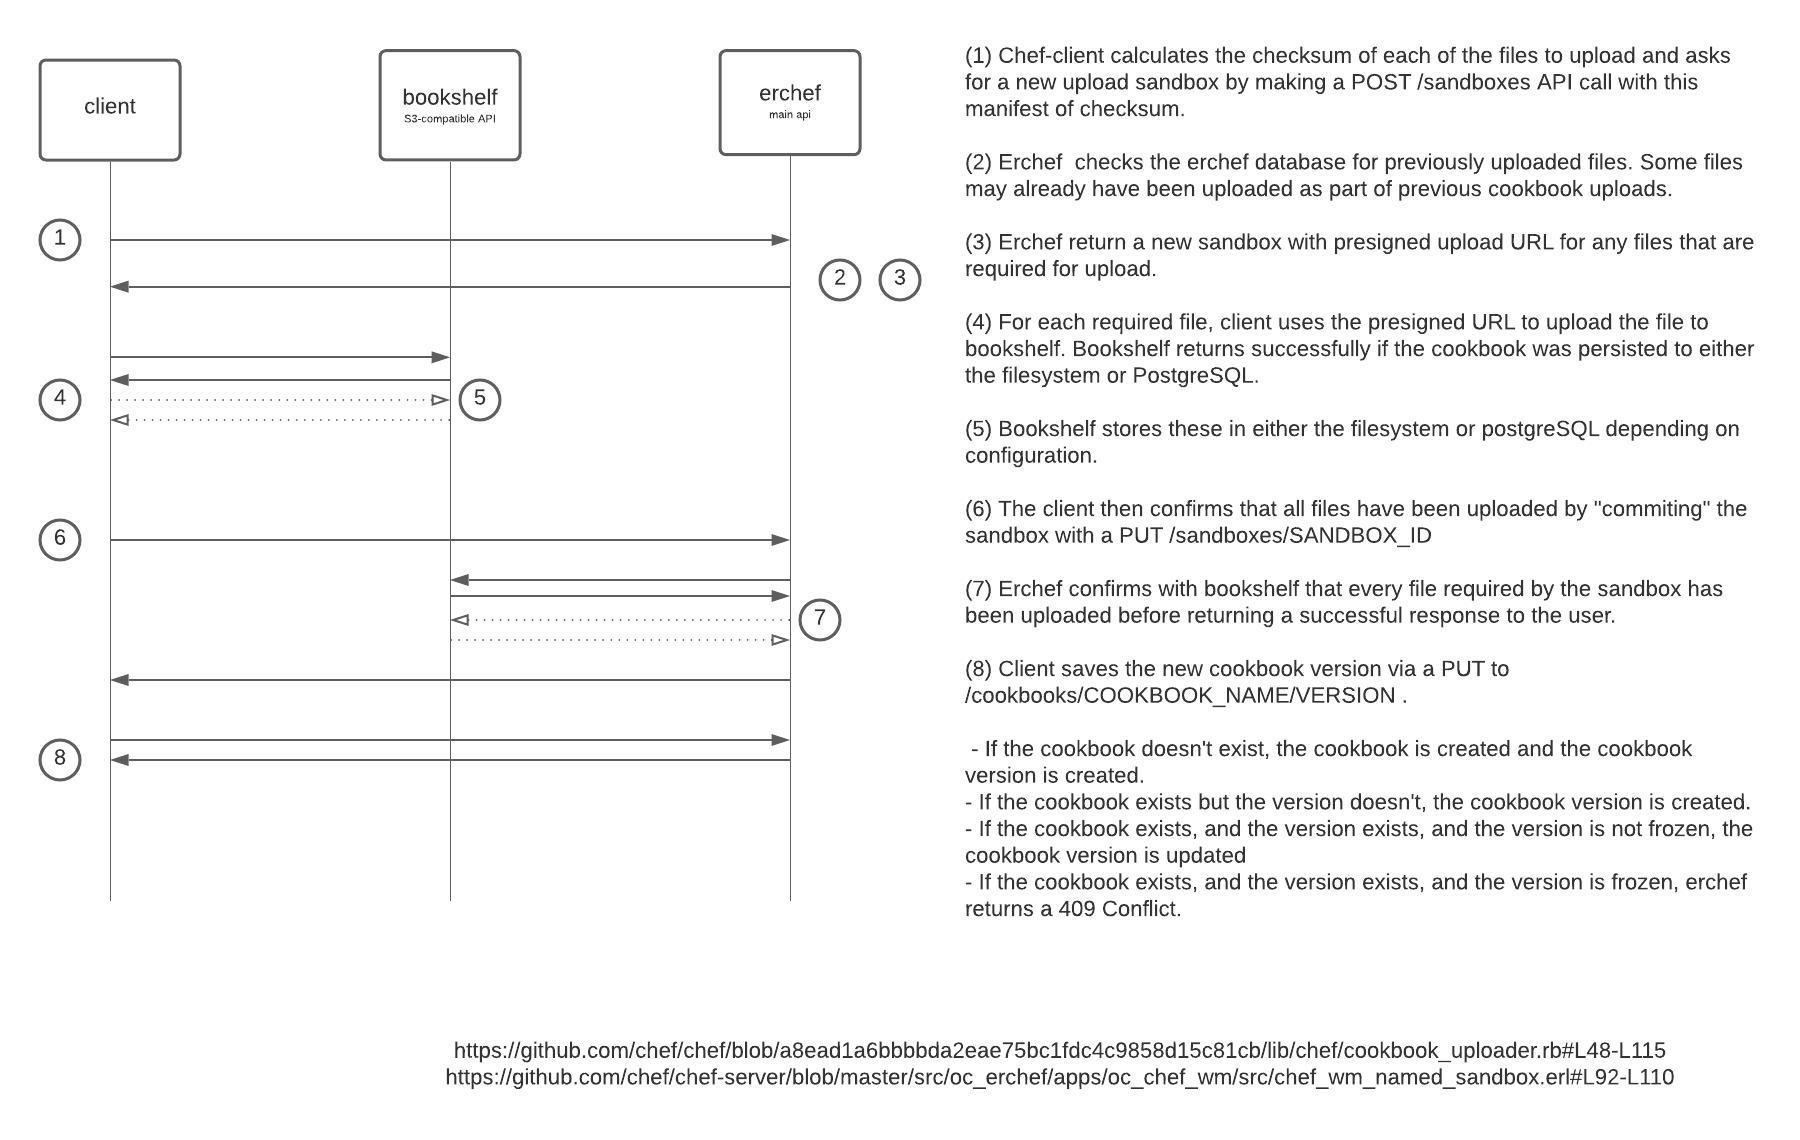 client
bookshelf
S3-compatible API
erchef
main api
1
2
3
4
5
6
7
8
(1) Chef-client calculates the checksum of each of the files to upload and asks
for a new upload sandbox by making a POST /sandboxes API call with this
manifest of checksum.
(2) Erchef  checks the erchef database for previously uploaded files. Some files
may already have been uploaded as part of previous cookbook uploads.
(3) Erchef return a new sandbox with presigned upload URL for any files that are
required for upload.
(4) For each required file, client uses the presigned URL to upload the file to
bookshelf. Bookshelf returns successfully if the cookbook was persisted to either
the filesystem or PostgreSQL.
(5) Bookshelf stores these in either the filesystem or postgreSQL depending on
configuration.
(6) The client then confirms that all files have been uploaded by "commiting" the
sandbox with a PUT /sandboxes/SANDBOX_ID
(7) Erchef confirms with bookshelf that every file required by the sandbox has
been uploaded before returning a successful response to the user.
(8) Client saves the new cookbook version via a PUT to
/cookbooks/COOKBOOK_NAME/VERSION .
- If the cookbook doesn't exist, the cookbook is created and the cookbook
version is created.
- If the cookbook exists but the version doesn't, the cookbook version is created.
- If the cookbook exists, and the version exists, and the version is not frozen, the
cookbook version is updated
- If the cookbook exists, and the version exists, and the version is frozen, erchef
returns a 409 Conflict.
https://github.com/chef/chef/blob/a8ead1a6bbbbda2eae75bc1fdc4c9858d15c81cb/lib/chef/cookbook_uploader.rb#L48-L115
https://github.com/chef/chef-server/blob/master/src/oc_erchef/apps/oc_chef_wm/src/chef_wm_named_sandbox.erl#L92-L110